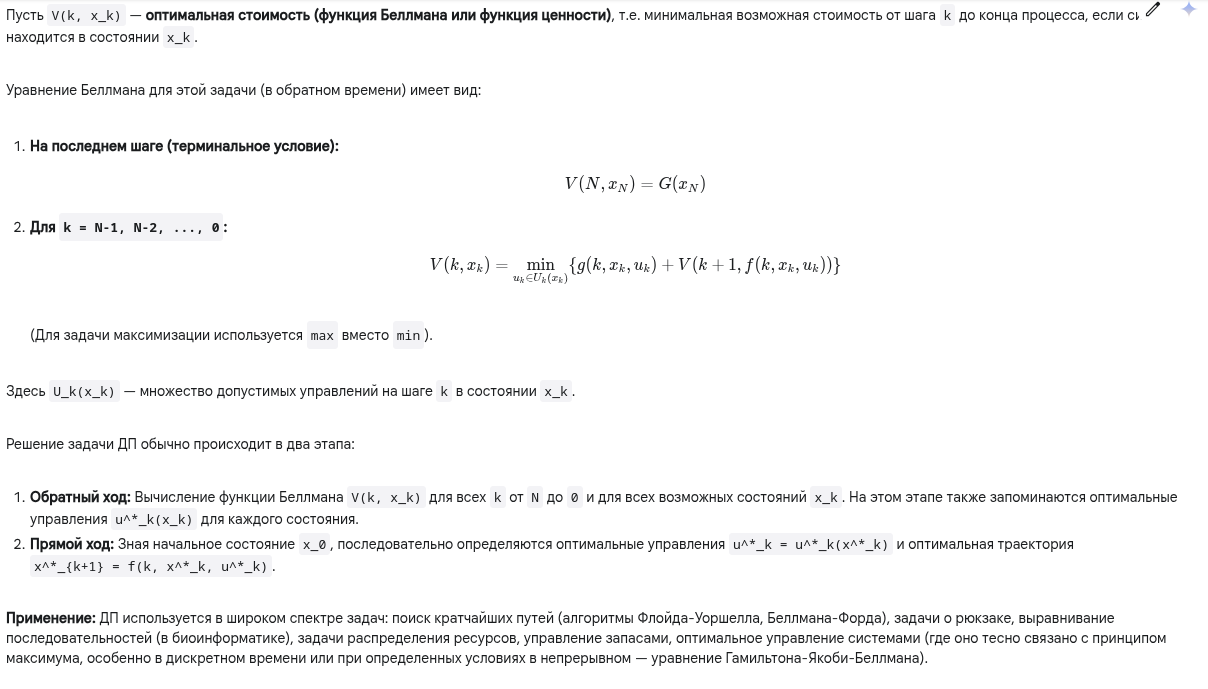 Пусть V(k, x_k) — оптимальная стоимость (функция Беллмана или функция ценности), т.е. минимальная возможная стоимость от шага k до конца процесса, если
находится в состоянии x_k.
Уравнение Беллмана для этой задачи (в обратном времени) имеет вид:
1. На последнем шаге (терминальное условие):
V(N, x_N) = G(x_N)
2. Для k = N-1, N-2, ..., 0:
V(k, x_k) = min_{u_k∈U_k(x_k)} {g(k, x_k, u_k) + V(k + 1, f(k, x_k, u_k))}
(Для задачи максимизации используется max вместо min).
Здесь U_k(x_k) — множество допустимых управлений на шаге k в состоянии x_k.
Решение задачи ДП обычно происходит в два этапа:
1. Обратный ход: Вычисление функции Беллмана V(k, x_k) для всех k от N до 0 и для всех возможных состояний x_k. На этом этапе также запоминаются оптимальные
управления u^*_k(x_k) для каждого состояния.
2. Прямой ход: Зная начальное состояние x_0, последовательно определяются оптимальные управления u^*_k = u^*_k(x^*_k) и оптимальная траектория
x^*_{k+1} = f(k, x^*_k, u^*_k).
Применение: ДП используется в широком спектре задач: поиск кратчайших путей (алгоритмы Флойда-Уоршелла, Беллмана-Форда), задачи о рюкзаке, выравнивание
последовательностей (в биоинформатике), задачи распределения ресурсов, управление запасами, оптимальное управление системами (где оно тесно связано с принципом
максимума, особенно в дискретном времени или при определенных условиях в непрерывном — уравнение Гамильтона-Якоби-Беллмана).